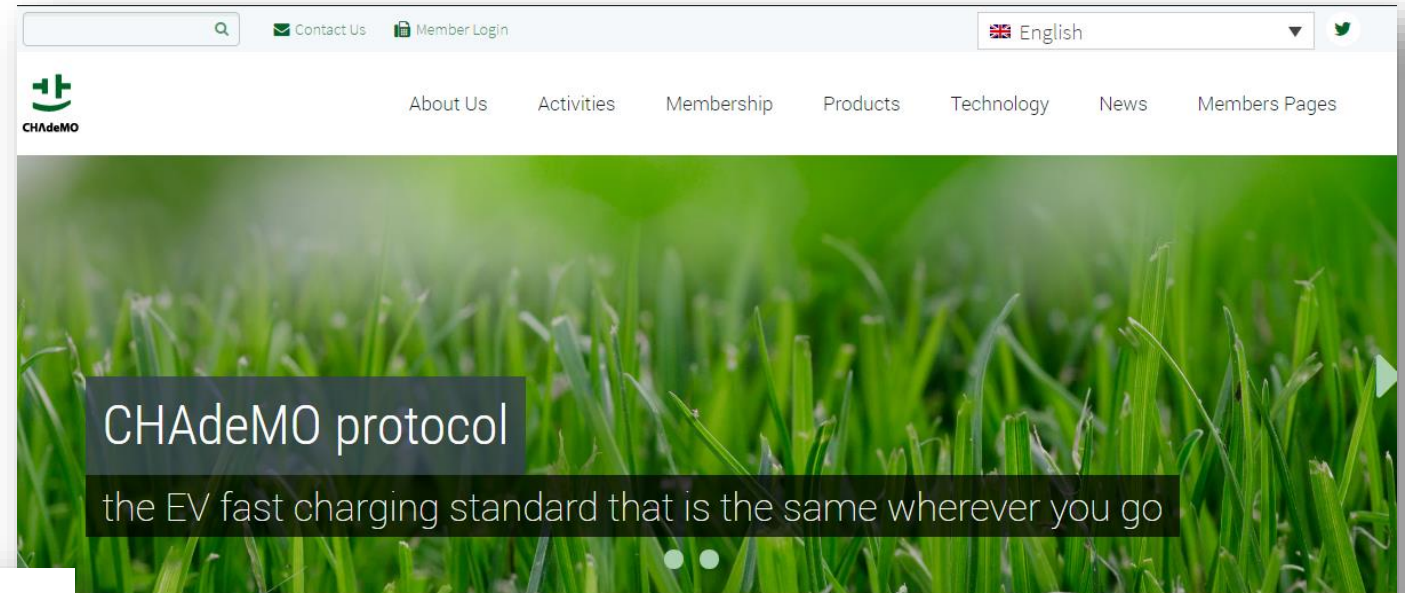 Contact Us Member Login English
CHAdeMO
About Us Activities Membership Products Technology News Members Pages
CHAdeMO protocol
the EV fast charging standard that is the same wherever you go